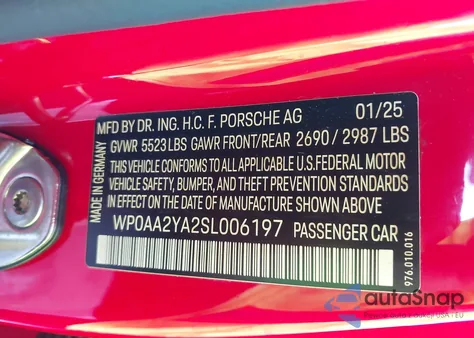 MFD BY DR. ING. H.C. F. PORSCHE AG 01/25
GVWR 5523 LBS GAWR FRONT/REAR 2690 / 2987 LBS
THIS VEHICLE CONFORMS TO ALL APPLICABLE U.S.FEDERAL MOTOR
VEHICLE SAFETY, BUMPER, AND THEFT PREVENTION STANDARDS
IN EFFECT ON THE DATE OF MANUFACTURE SHOWN ABOVE.
WP0AA2YA2SL006197 PASSENGER CAR
MADE IN GERMANY
976.010.016
autoSnap